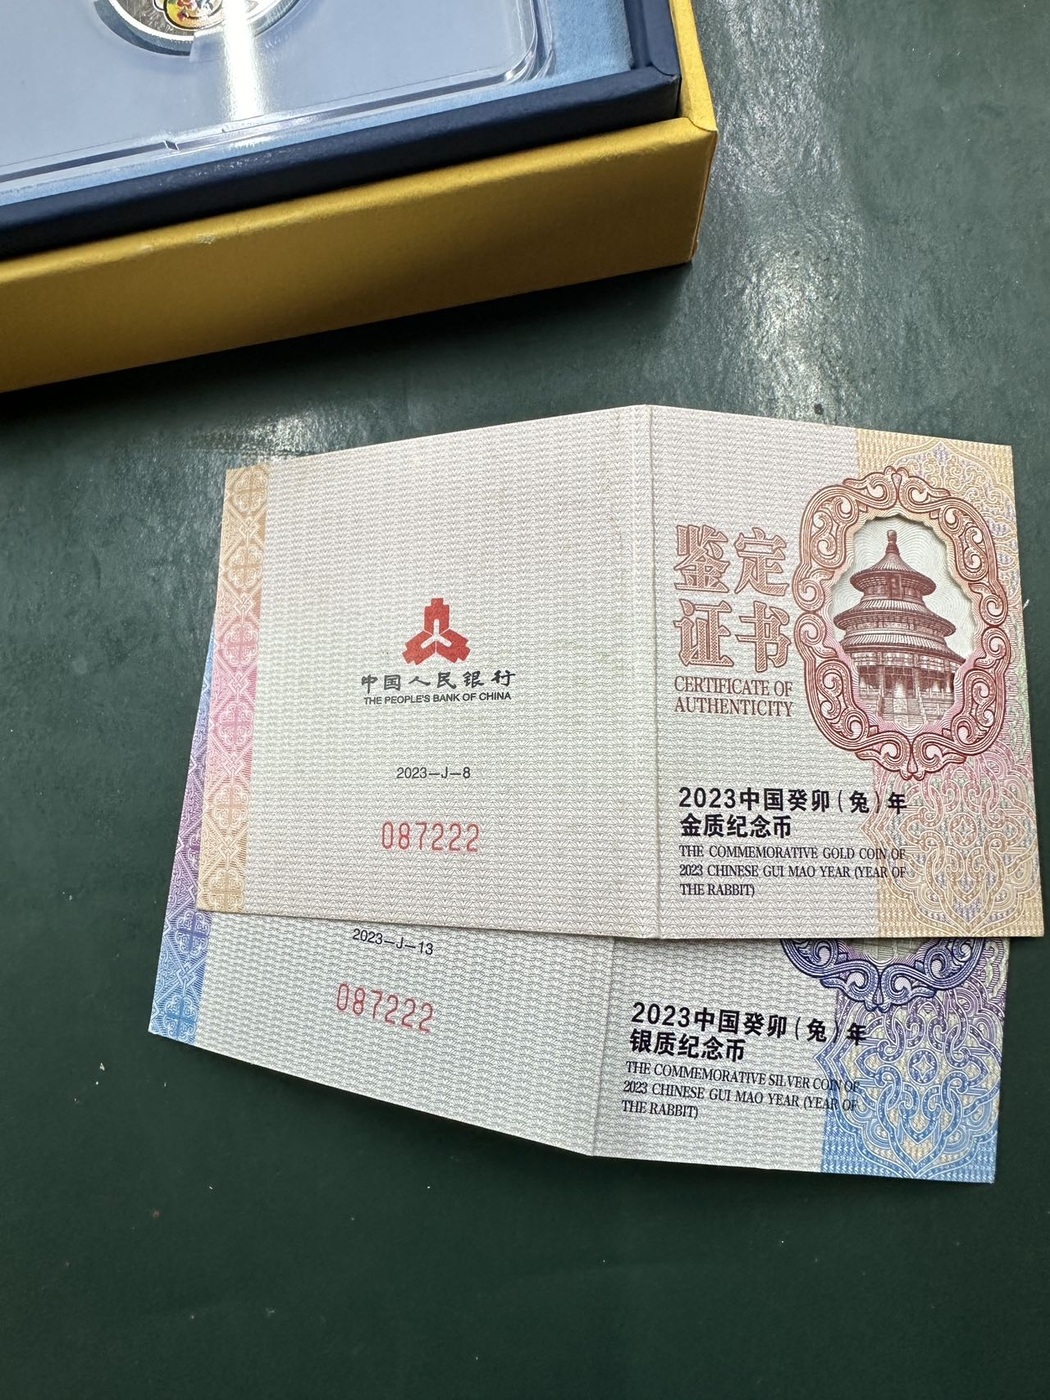 中国人民银行
THE PEOPLE'S BANK OF CHINA
2023-J-8
087222
鉴定
证书
CERTIFICATE OF
AUTHENTICITY
2023中国癸卯(兔)年
金质纪念币
THE COMMEMORATIVE GOLD COIN OF
2023 CHINESE GUI MAO YEAR (YEAR OF
THE RABBIT)
2023-J-13
087222
2023中国癸卯(兔)年
银质纪念币
THE COMMEMORATIVE SILVER COIN OF
2023 CHINESE GUI MAO YEAR (YEAR OF
THE RABBIT)